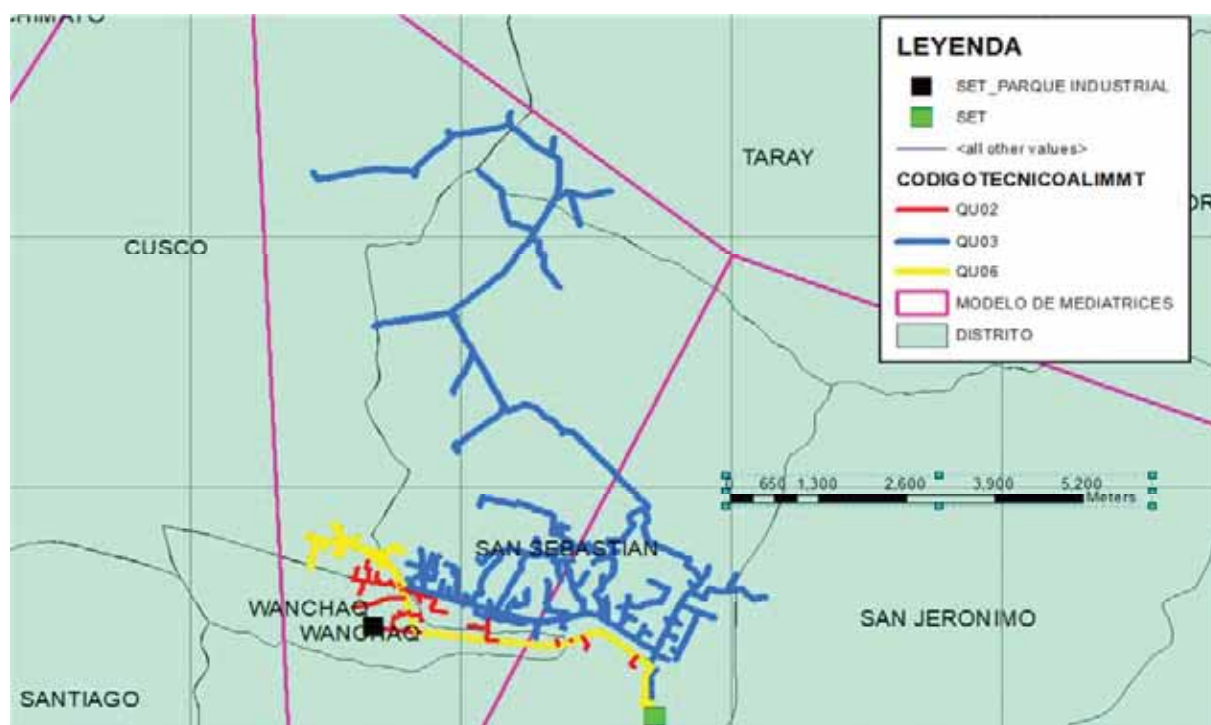 LEYENDA
SET_PARQUE INDUSTRIAL
SET
<all other values>
CODIGOTECNICOALIMMT
QU02
QU03
QU06
MODELO DE MEDIATRICES
DISTRITO
TARAY
CUSCO
0 650 1,300 2,600 3,900 5,200
Meters
SAN SEBASTIAN
WANCHAQ
WANCHAQ
SAN JERONIMO
SANTIAGO